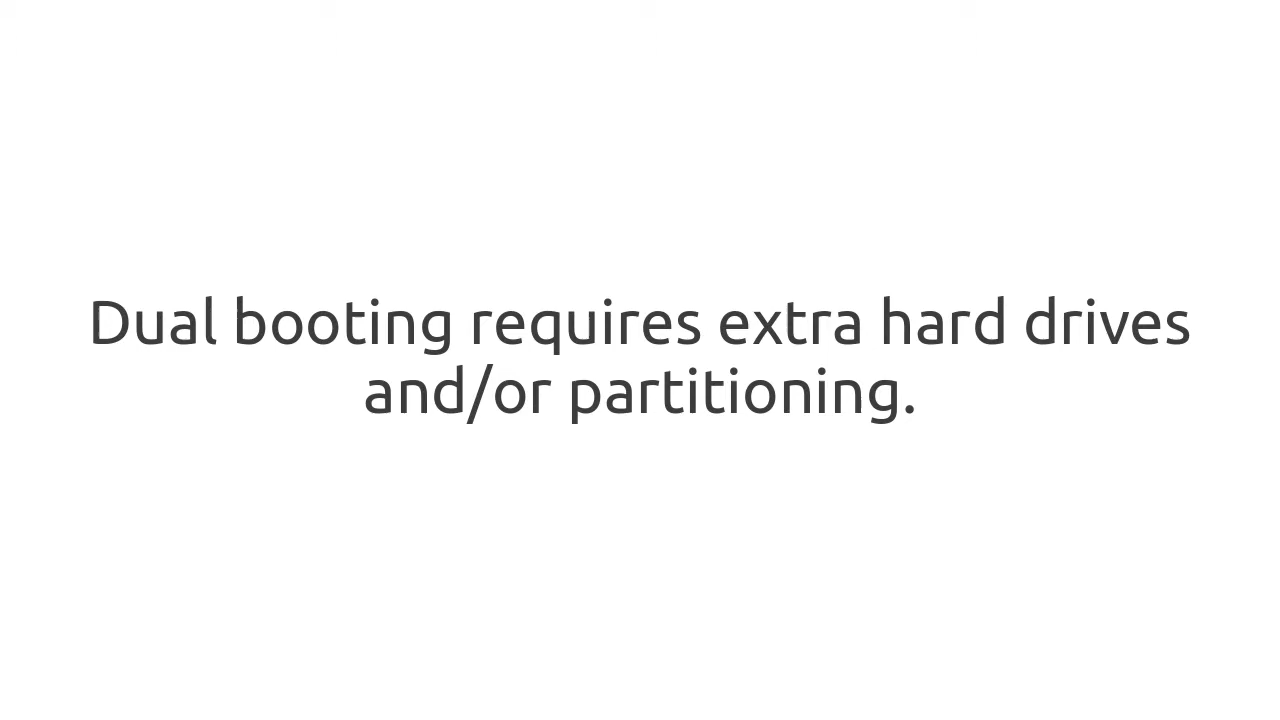 Dual booting requires extra hard drives
and/or partitioning.